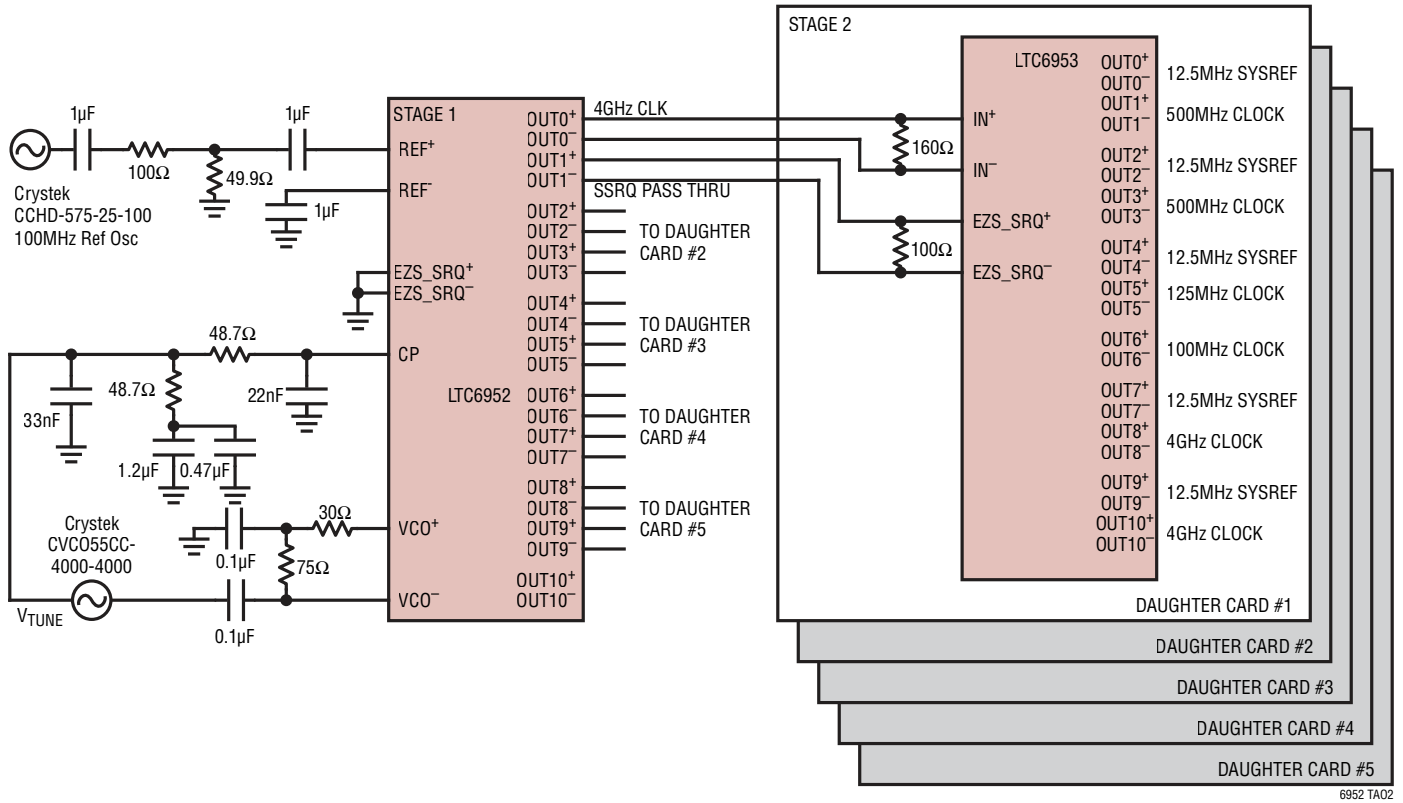 STAGE 2
LTC6953
OUT0+
OUT0–
12.5MHz SYSREF
OUT1+
OUT1–
500MHz CLOCK
OUT2+
OUT2–
12.5MHz SYSREF
OUT3+
OUT3–
500MHz CLOCK
OUT4+
OUT4–
12.5MHz SYSREF
OUT5+
OUT5–
125MHz CLOCK
OUT6+
OUT6–
100MHz CLOCK
OUT7+
OUT7–
12.5MHz SYSREF
OUT8+
OUT8–
4GHz CLOCK
OUT9+
OUT9–
12.5MHz SYSREF
OUT10+
OUT10–
4GHz CLOCK
IN+
160Ω
IN–
EZS_SRQ+
100Ω
EZS_SRQ–
DAUGHTER CARD #1
DAUGHTER CARD #2
DAUGHTER CARD #3
DAUGHTER CARD #4
DAUGHTER CARD #5
1µF
100Ω
49.9Ω
1µF
Crystek
CCHD-575-25-100
100MHz Ref Osc
1µF
STAGE 1
REF+
REF-
EZS_SRQ+
EZS_SRQ–
CP
LTC6952
VCO+
VCO–
OUT0+
4GHz CLK
OUT0–
OUT1+
OUT1–
SSRQ PASS THRU
OUT2+
OUT2–
OUT3+
OUT3–
TO DAUGHTER
CARD #2
OUT4+
OUT4–
OUT5+
OUT5–
TO DAUGHTER
CARD #3
OUT6+
OUT6–
OUT7+
OUT7–
TO DAUGHTER
CARD #4
OUT8+
OUT8–
OUT9+
OUT9–
TO DAUGHTER
CARD #5
OUT10+
OUT10–
48.7Ω
48.7Ω
22nF
33nF
1.2µF
0.47µF
30Ω
0.1µF
75Ω
Crystek
CVCO55CC-
4000-4000
VTUNE
0.1µF
6952 TA02